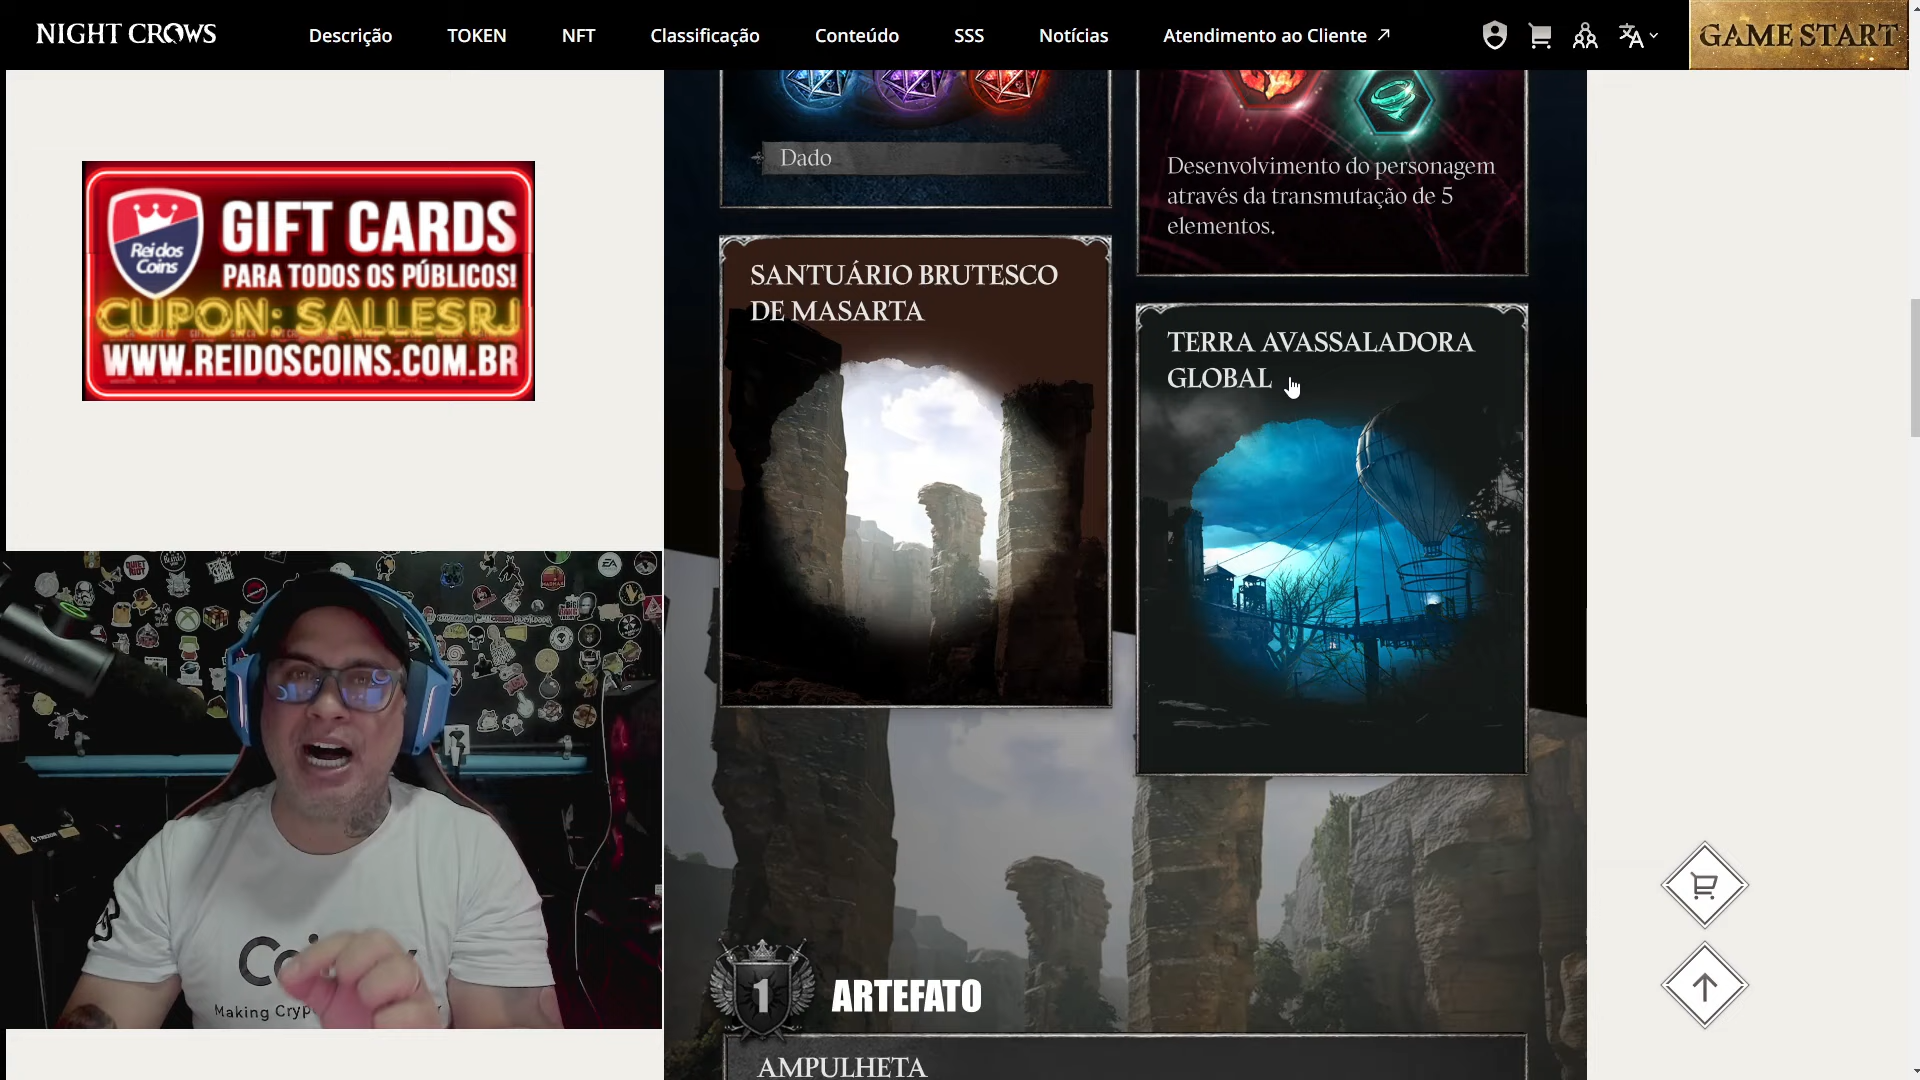 NIGHT CROWS
Descrição
TOKEN
NFT
Classificação
Conteúdo
SSS
Notícias
Atendimento ao Cliente
GAME START
Rei dos
Coins
GIFT CARDS
PARA TODOS OS PÚBLICOS!
CUPON: SALLESRJ
WWW.REIDOSCOINS.COM.BR
Dado
Desenvolvimento do personagem
através da transmutação de 5
elementos.
SANTUÁRIO BRUTESCO
DE MASARTA
TERRA AVASSALADORA
GLOBAL
EA
Making
1
ARTEFATO
AMPULHETA